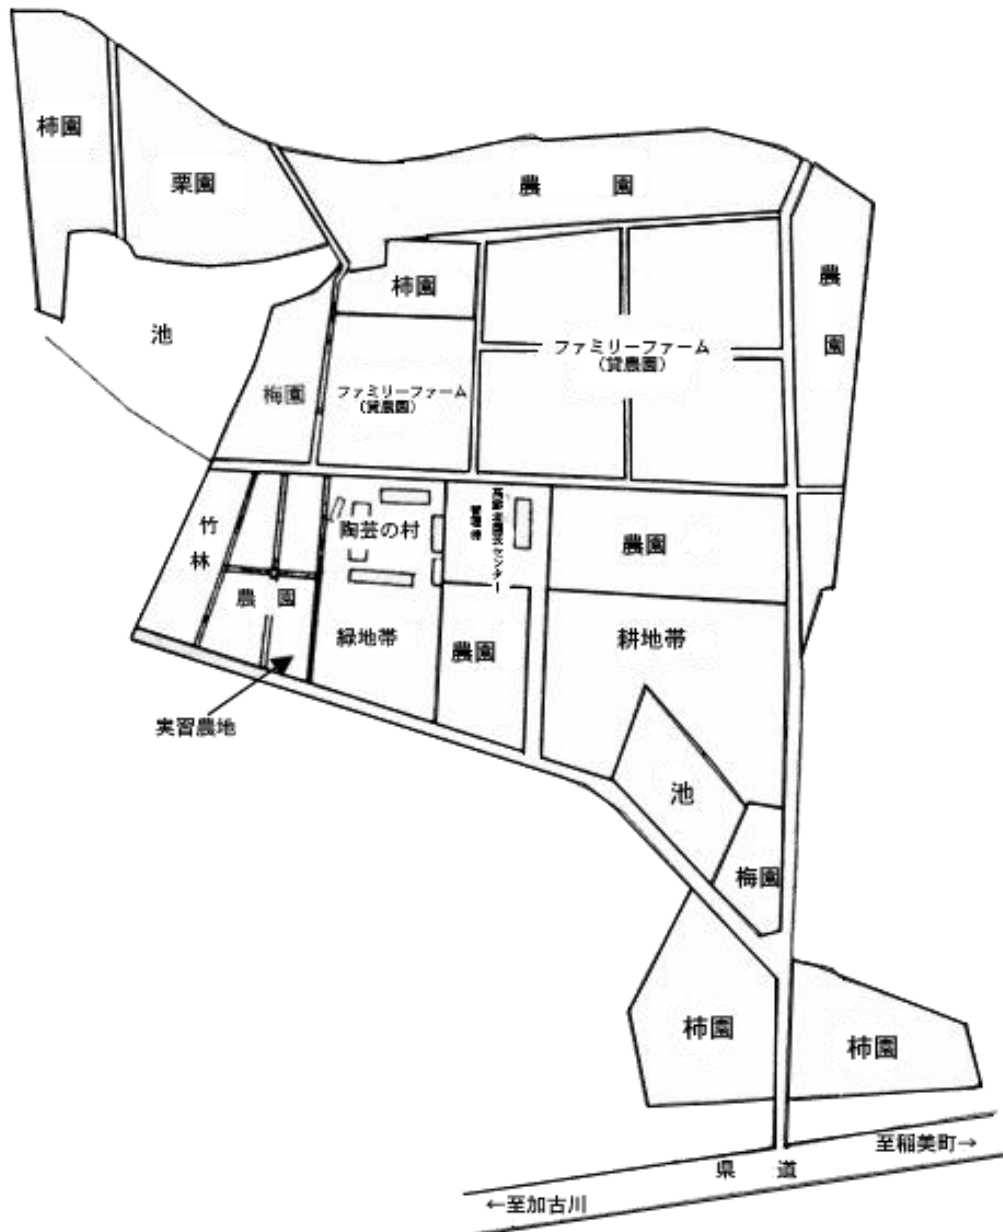 柿園
栗園
農園
農園
柿園
池
ファミリーファーム
(貸農園)
梅園
ファミリーファーム
(貸農園)
竹林
陶芸の村
管理棟
農園
農園
緑地帯
農園
耕地帯
実習農地
池
梅園
柿園
柿園
至稲美町→
県道
←至加古川